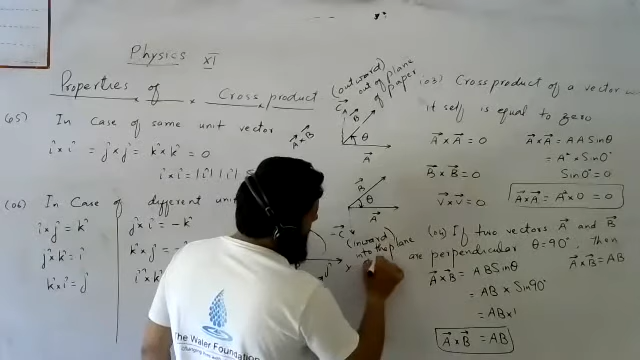 Physics XI
Properties of Cross product
(05) In Case of same unit vector
î × î = ĵ × ĵ = k̂ × k̂ = 0
î × î = |î| |î| S
(06) In Case of different uni
î × ĵ = k̂
ĵ × k̂ = î
k̂ × î = ĵ
ĵ × î = -k̂
k̂ × ĵ = -
î × k̂ = -
(outward)
out of plane
of paper
A⃗×B⃗
C⃗
B⃗
θ
A⃗
B⃗
θ
A⃗
-C⃗
(inward)
into the plane
ĵ
(03) Cross product of a vector
it self is equal to zero
A⃗ × A⃗ = 0
B⃗ × B⃗ = 0
V⃗ × V⃗ = 0
A⃗ × A⃗ = AA Sinθ
= A² × Sin0°
Sin0° = 0
A⃗×A⃗ = A²×0 = 0
(04) If two vectors A⃗ and B⃗
are perpendicular θ=90°, Then
A⃗×B⃗ = AB Sinθ
= AB × Sin90°
= AB×1
A⃗×B⃗ = AB
A⃗×B⃗ = AB
The Water Foundation